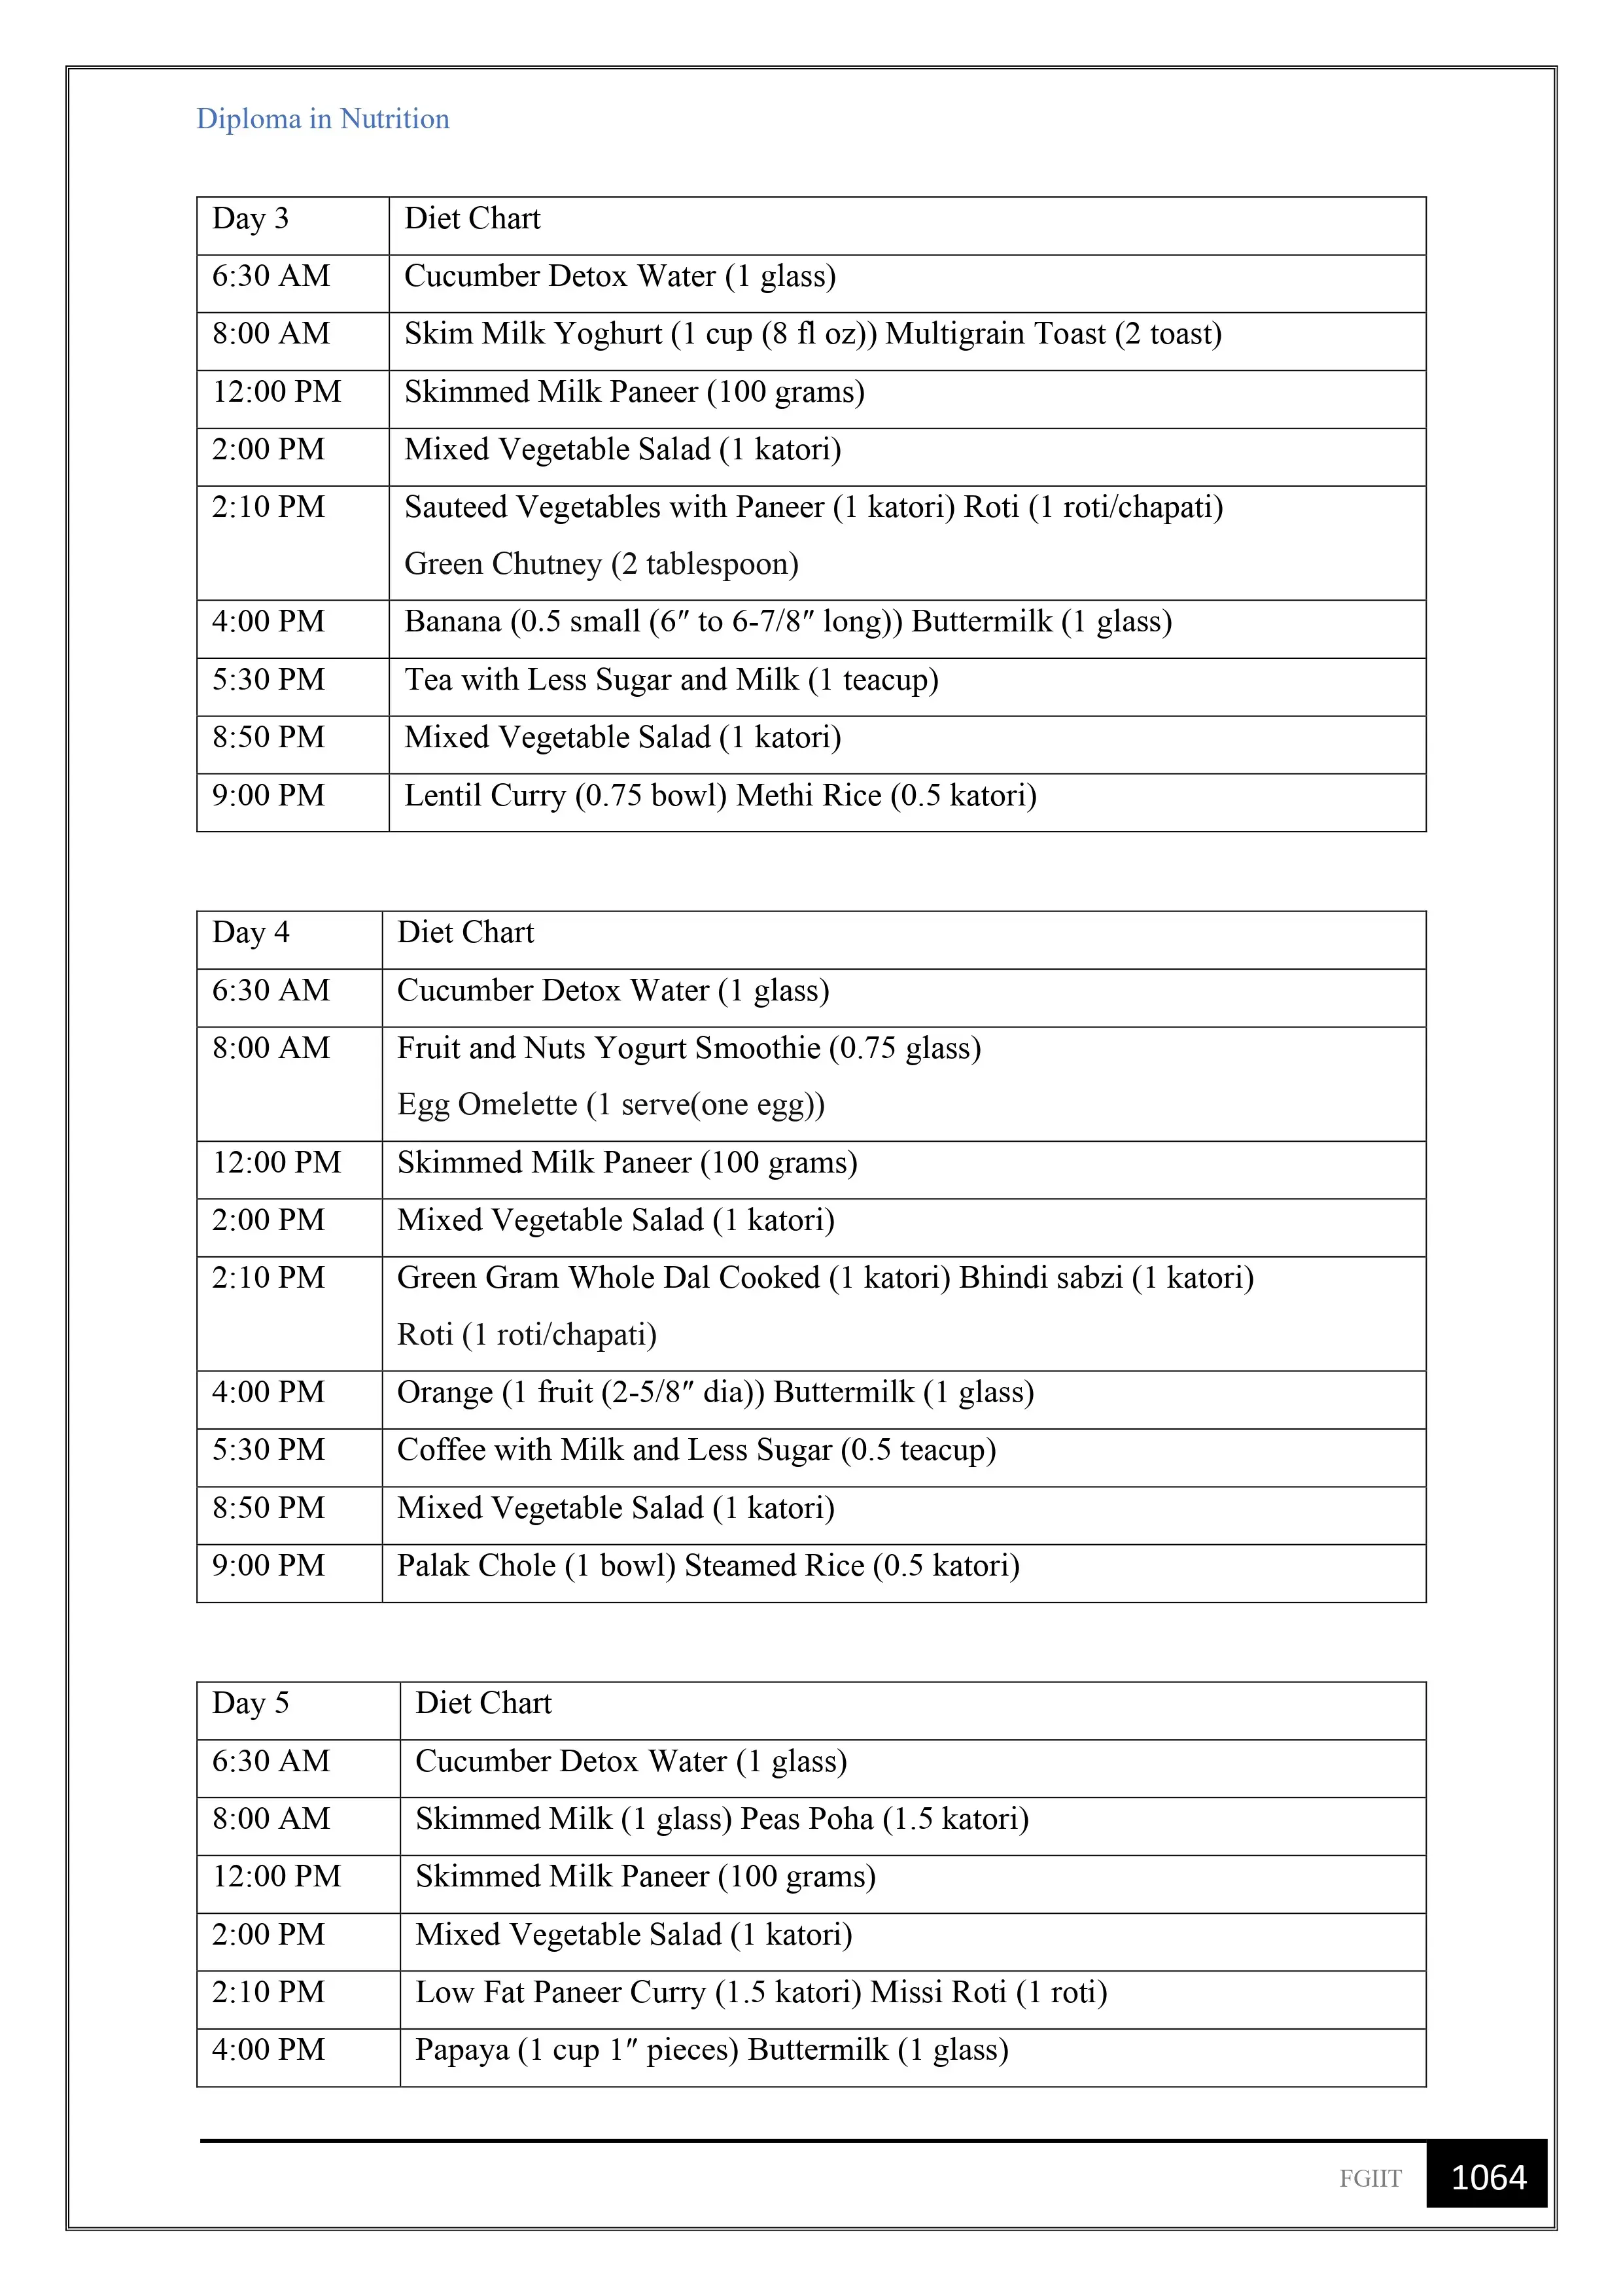 Diploma in Nutrition
Day 3 Diet Chart
6:30 AM Cucumber Detox Water (1 glass)
8:00 AM Skim Milk Yoghurt (1 cup (8 fl oz)) Multigrain Toast (2 toast)
12:00 PM Skimmed Milk Paneer (100 grams)
2:00 PM Mixed Vegetable Salad (1 katori)
2:10 PM Sauteed Vegetables with Paneer (1 katori) Roti (1 roti/chapati)
Green Chutney (2 tablespoon)
4:00 PM Banana (0.5 small (6″ to 6-7/8″ long)) Buttermilk (1 glass)
5:30 PM Tea with Less Sugar and Milk (1 teacup)
8:50 PM Mixed Vegetable Salad (1 katori)
9:00 PM Lentil Curry (0.75 bowl) Methi Rice (0.5 katori)
Day 4 Diet Chart
6:30 AM Cucumber Detox Water (1 glass)
8:00 AM Fruit and Nuts Yogurt Smoothie (0.75 glass)
Egg Omelette (1 serve(one egg))
12:00 PM Skimmed Milk Paneer (100 grams)
2:00 PM Mixed Vegetable Salad (1 katori)
2:10 PM Green Gram Whole Dal Cooked (1 katori) Bhindi sabzi (1 katori)
Roti (1 roti/chapati)
4:00 PM Orange (1 fruit (2-5/8″ dia)) Buttermilk (1 glass)
5:30 PM Coffee with Milk and Less Sugar (0.5 teacup)
8:50 PM Mixed Vegetable Salad (1 katori)
9:00 PM Palak Chole (1 bowl) Steamed Rice (0.5 katori)
Day 5 Diet Chart
6:30 AM Cucumber Detox Water (1 glass)
8:00 AM Skimmed Milk (1 glass) Peas Poha (1.5 katori)
12:00 PM Skimmed Milk Paneer (100 grams)
2:00 PM Mixed Vegetable Salad (1 katori)
2:10 PM Low Fat Paneer Curry (1.5 katori) Missi Roti (1 roti)
4:00 PM Papaya (1 cup 1″ pieces) Buttermilk (1 glass)
FGIIT 1064